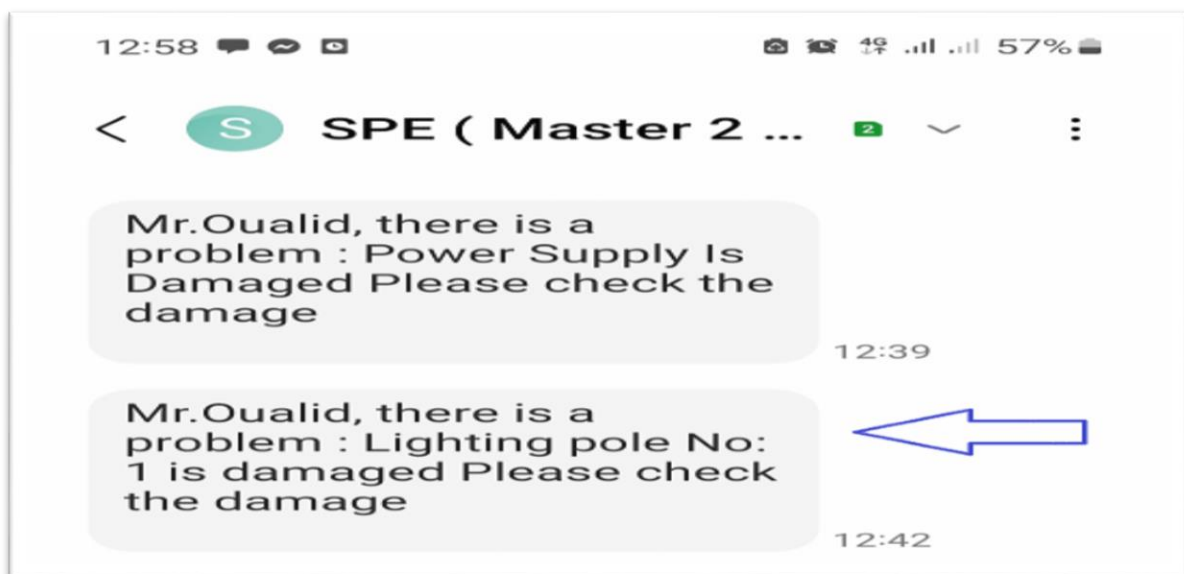 12:58 4G 57%
S SPE ( Master 2 ... 2
Mr.Oualid, there is a
problem : Power Supply Is
Damaged Please check the
damage
12:39
Mr.Oualid, there is a
problem : Lighting pole No:
1 is damaged Please check
the damage
12:42